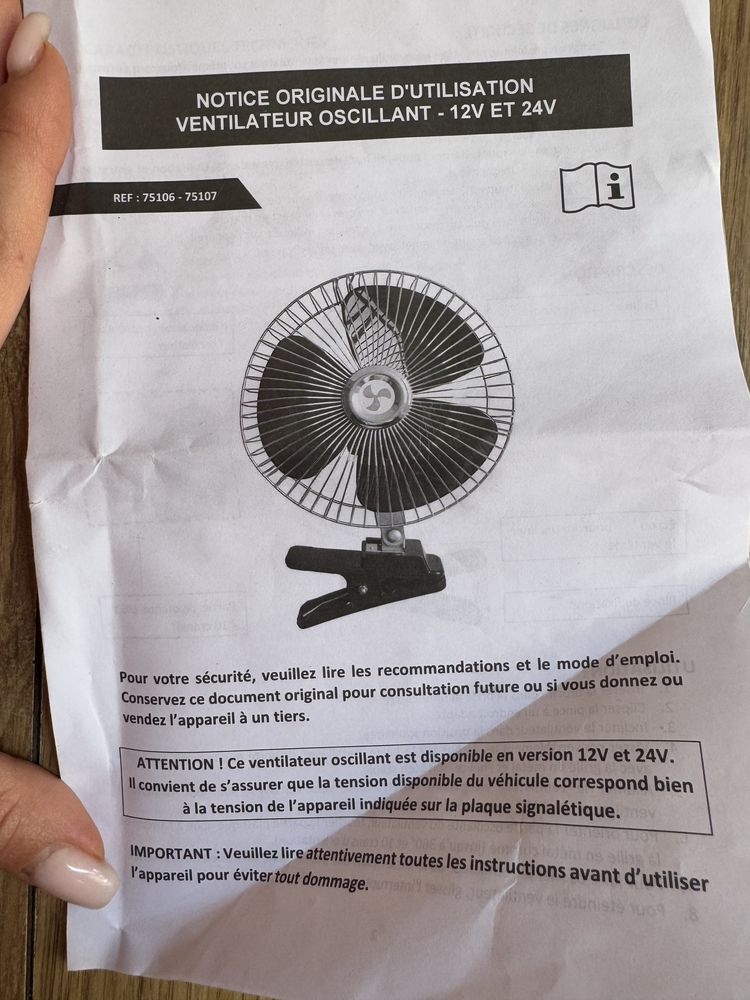 NOTICE ORIGINALE D'UTILISATION
VENTILATEUR OSCILLANT - 12V ET 24V
REF : 75106 - 75107
i
Pour votre sécurité, veuillez lire les recommandations et le mode d'emploi.
Conservez ce document original pour consultation future ou si vous donnez ou
vendez l'appareil à un tiers.
ATTENTION ! Ce ventilateur oscillant est disponible en version 12V et 24V.
Il convient de s'assurer que la tension disponible du véhicule correspond bien
à la tension de l'appareil indiquée sur la plaque signalétique.
IMPORTANT : Veuillez lire attentivement toutes les instructions avant d'utiliser
l'appareil pour éviter tout dommage.